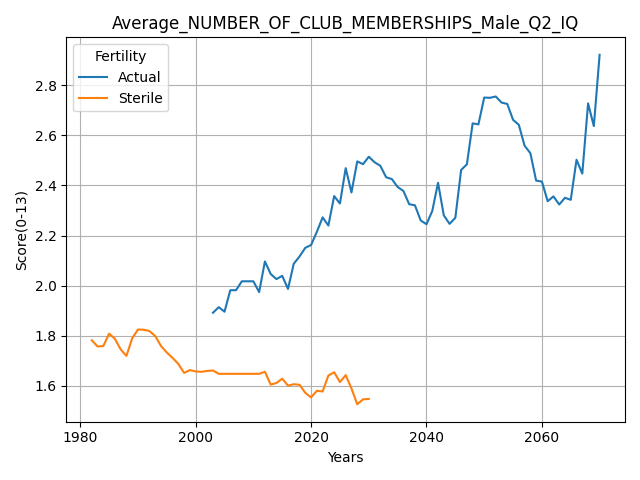 Average_NUMBER_OF_CLUB_MEMBERSHIPS_Male_Q2_IQ
Fertility
Actual
Sterile
Score(0-13)
2.8
2.6
2.4
2.2
2.0
1.8
1.6
1980
2000
2020
2040
2060
Years